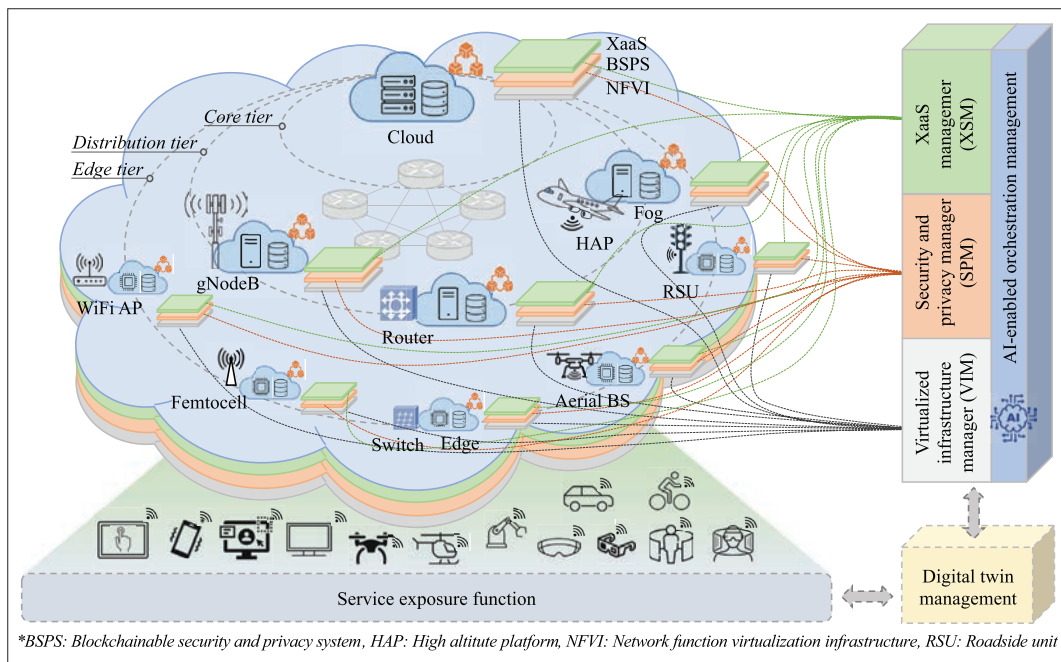 XaaS
BSPS
NFVI
Core tier
Cloud
Distribution tier
Edge tier
Fog
HAP
gNodeB
RSU
WiFi AP
Router
Femtocell
Aerial BS
Switch
Edge
XaaS
management
(XSM)
Security and
privacy manager
(SPM)
Virtualized
infrastructure
manager (VIM)
AI-enabled orchestration management
AI
Service exposure function
Digital twin
management
*BSPS: Blockchainable security and privacy system, HAP: High altitute platform, NFVI: Network function virtualization infrastructure, RSU: Roadside unit